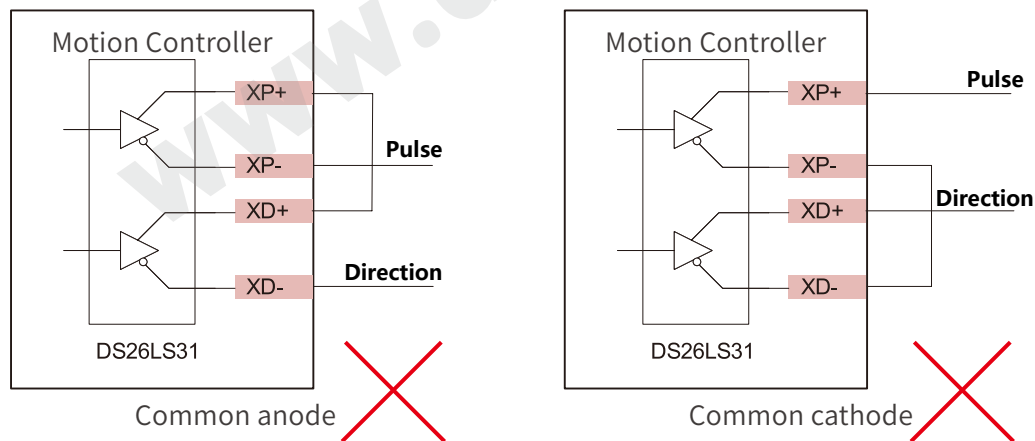 Motion Controller
XP+
Pulse
XP-
XD+
Direction
XD-
DS26LS31
Common anode
Motion Controller
XP+
Pulse
XP-
Direction
XD+
XD-
DS26LS31
Common cathode
www.